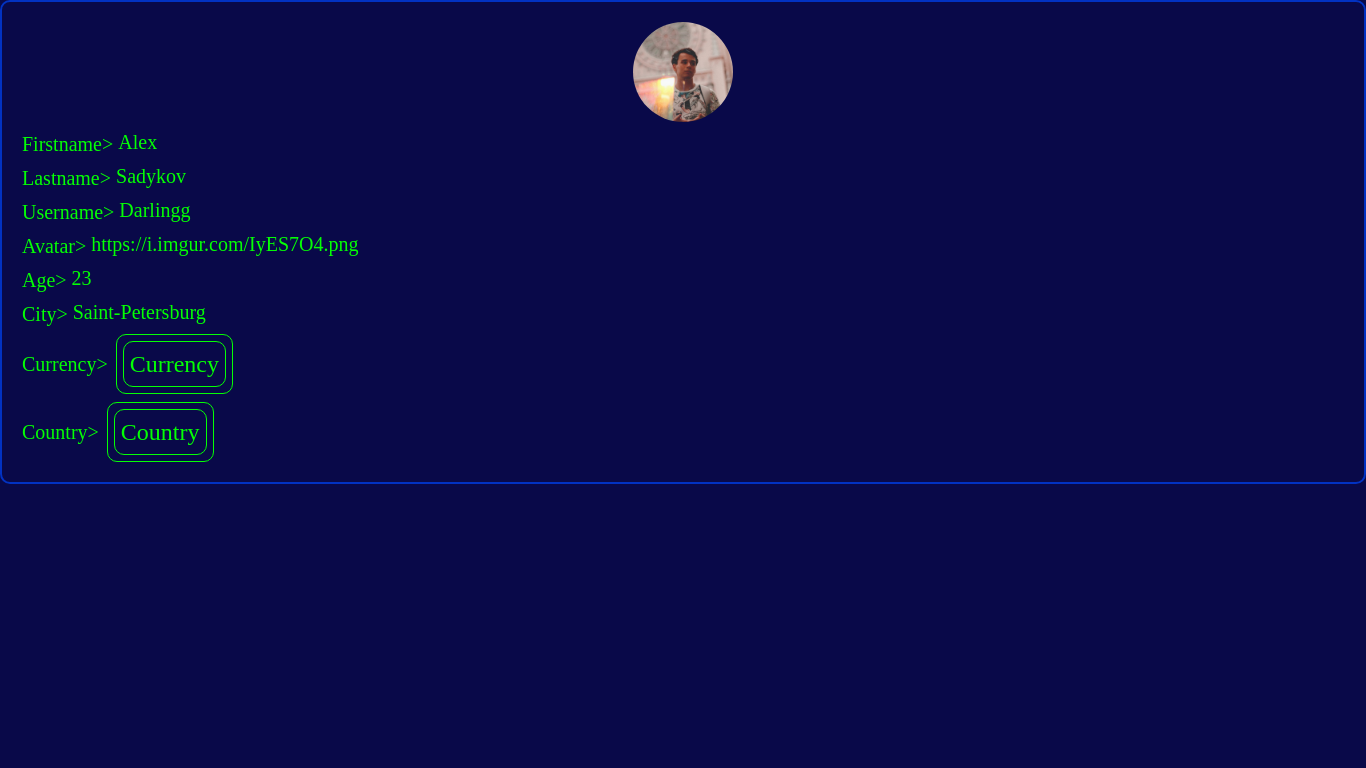 Firstname> Alex
Lastname> Sadykov
Username> Darlingg
Avatar> https://i.imgur.com/IyES7O4.png
Age> 23
City> Saint-Petersburg
Currency> Currency
Country> Country